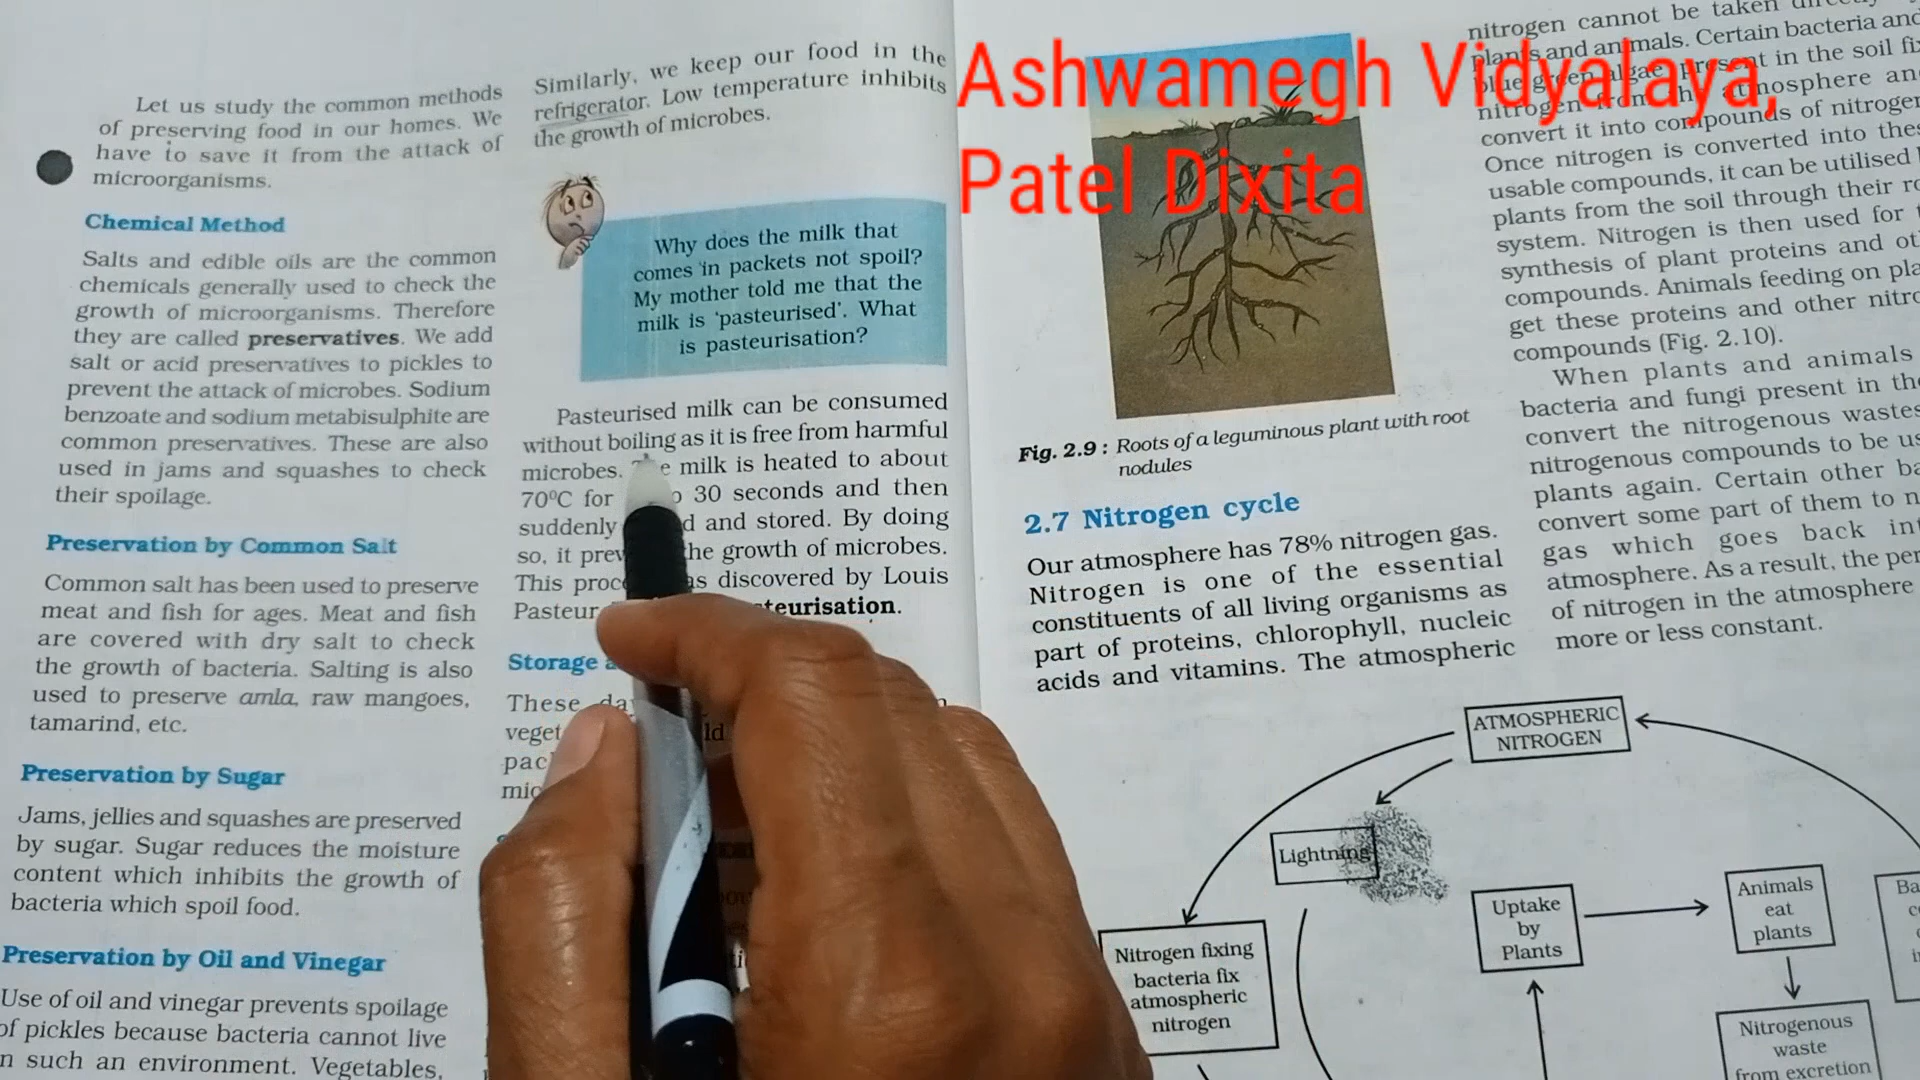 Let us study the common methods
of preserving food in our homes. We
have to save it from the attack of
microorganisms.
Chemical Method
Salts and edible oils are the common
chemicals generally used to check the
growth of microorganisms. Therefore
they are called preservatives. We add
salt or acid preservatives to pickles to
prevent the attack of microbes. Sodium
benzoate and sodium metabisulphite are
common preservatives. These are also
used in jams and squashes to check
their spoilage.
Preservation by Common Salt
Common salt has been used to preserve
meat and fish for ages. Meat and fish
are covered with dry salt to check
the growth of bacteria. Salting is also
used to preserve amla, raw mangoes,
tamarind, etc.
Preservation by Sugar
Jams, jellies and squashes are preserved
by sugar. Sugar reduces the moisture
content which inhibits the growth of
bacteria which spoil food.
Preservation by Oil and Vinegar
Use of oil and vinegar prevents spoilage
of pickles because bacteria cannot live
such an environment. Vegetables,
Similarly, we keep our food in the
refrigerator. Low temperature inhibits
the growth of microbes.
Why does the milk that
comes in packets not spoil?
My mother told me that the
milk is 'pasteurised'. What
is pasteurisation?
Pasteurised milk can be consumed
without boiling as it is free from harmful
microbes. milk is heated to about
70°C for 30 seconds and then
suddenly and stored. By doing
so, it the growth of microbes.
This discovered by Louis
Pasteur
Storage
These
Ashwamegh Vidyalaya,
Patel Dixita
Fig. 2.9 : Roots of a leguminous plant with root
nodules
2.7 Nitrogen cycle
Our atmosphere has 78% nitrogen gas.
Nitrogen is one of the essential
constituents of all living organisms as
part of proteins, chlorophyll, nucleic
acids and vitamins. The atmospheric
nitrogen cannot be taken
plants and animals. Certain bacteria and
blue green algae present in the soil
nitrogen from atmosphere
convert it into compounds of nitrogen
Once nitrogen is converted into
usable compounds, it can be utilised
plants from the soil through their
system. Nitrogen is then used for
synthesis of plant proteins and
compounds. Animals feeding on
get these proteins and other
compounds (Fig. 2.10).
When plants and animals
bacteria and fungi present in
convert the nitrogenous wastes
nitrogenous compounds to be
plants again. Certain other
convert some part of them to
gas which goes back
atmosphere. As a result, the
of nitrogen in the atmosphere
more or less constant.
ATMOSPHERIC
NITROGEN
Lightning
Nitrogen fixing
bacteria fix
atmospheric
nitrogen
Uptake
by
Plants
Animals
eat
plants
Nitrogenous
waste
from excretion